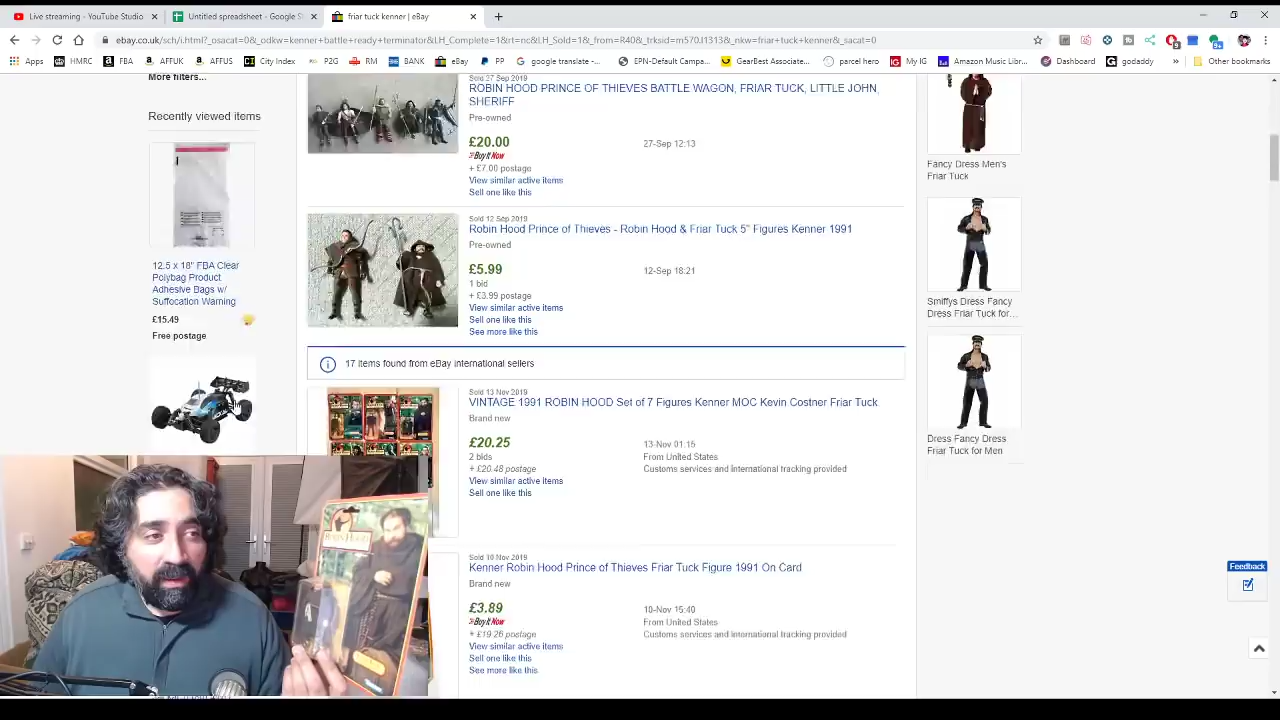 Live streaming - YouTube Studio
Untitled spreadsheet - Google S
friar tuck kenner | eBay
ebay.co.uk/sch/i.html?_osacat=0&_odkw=kenner+battle+ready+terminator&LH_Complete=1&rt=nc&LH_Sold=1&_from=R40&_trksid=m570.l1313&_nkw=friar+tuck+kenner&_sacat=0
Apps HMRC FBA AFFUK AFFUS City Index P2G RM BANK eBay PP google translate -... EPN-Default Campa... GearBest Associate... parcel hero My IG Amazon Music Libr... Dashboard godaddy » Other bookmarks
More filters...
Recently viewed items
12.5 x 18" FBA Clear
Polybag Product
Adhesive Bags w/
Suffocation Warning
£15.49
Free postage
Sold 27 Sep 2019
ROBIN HOOD PRINCE OF THIEVES BATTLE WAGON, FRIAR TUCK, LITTLE JOHN,
SHERIFF
Pre-owned
£20.00
27-Sep 12:13
Buy It Now
+ £7.00 postage
View similar active items
Sell one like this
Sold 12 Sep 2019
Robin Hood Prince of Thieves - Robin Hood & Friar Tuck 5" Figures Kenner 1991
Pre-owned
£5.99
12-Sep 18:21
1 bid
+ £3.99 postage
View similar active items
Sell one like this
See more like this
17 items found from eBay international sellers
Sold 13 Nov 2019
VINTAGE 1991 ROBIN HOOD Set of 7 Figures Kenner MOC Kevin Costner Friar Tuck
Brand new
£20.25
13-Nov 01:15
2 bids
From United States
+ £20.48 postage
Customs services and international tracking provided
View similar active items
Sell one like this
Sold 10 Nov 2019
Kenner Robin Hood Prince of Thieves Friar Tuck Figure 1991 On Card
Brand new
£3.89
10-Nov 15:40
Buy It Now
From United States
+ £19.26 postage
Customs services and international tracking provided
View similar active items
Sell one like this
See more like this
Fancy Dress Men's
Friar Tuck
Smiffys Dress Fancy
Dress Friar Tuck for...
Dress Fancy Dress
Friar Tuck for Men
Feedback
ROBIN HOOD